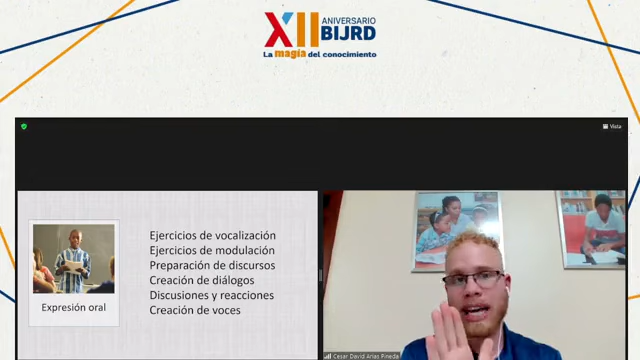 XII ANIVERSARIO BIJRD
La magia del conocimiento
Vista
Ejercicios de vocalización
Ejercicios de modulación
Preparación de discursos
Creación de diálogos
Discusiones y reacciones
Creación de voces
Expresión oral
Cesar David Arias Pineda